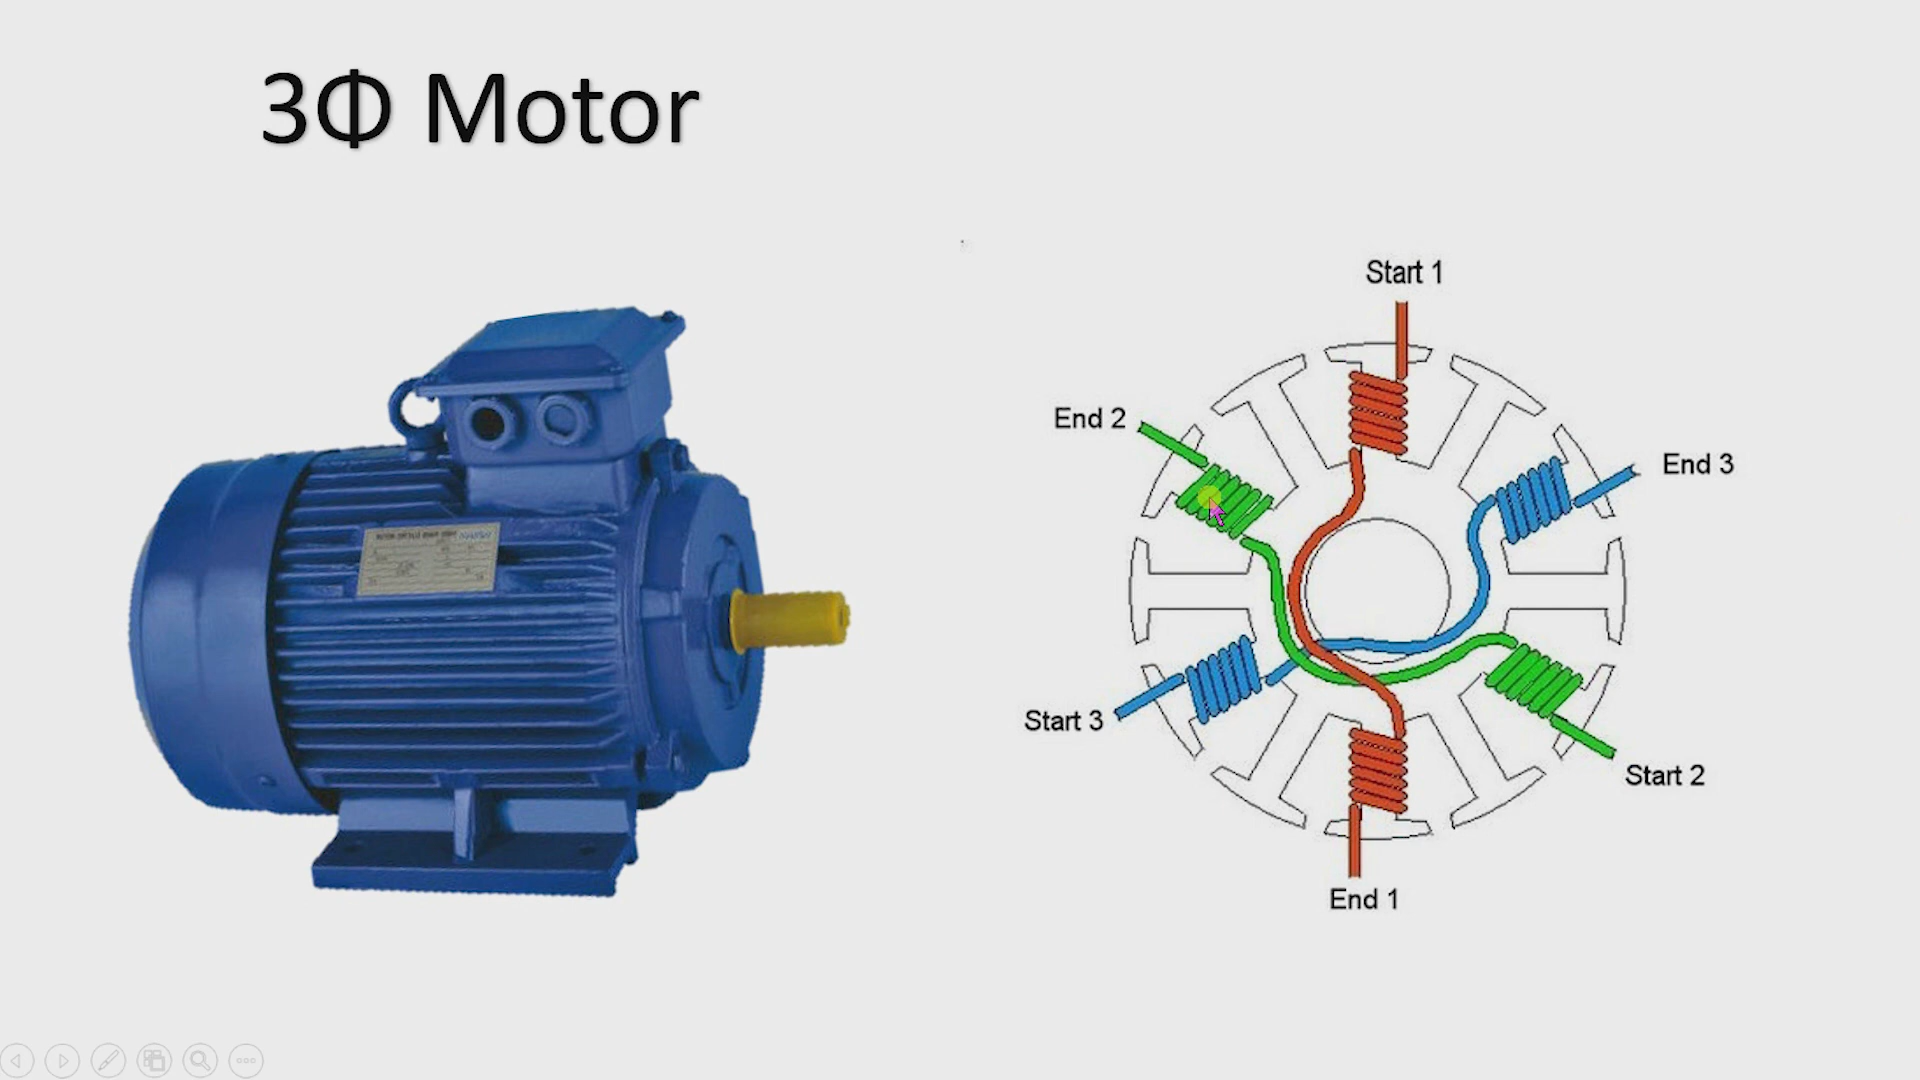 3Φ Motor
Start 1
End 2
End 3
Start 3
Start 2
End 1